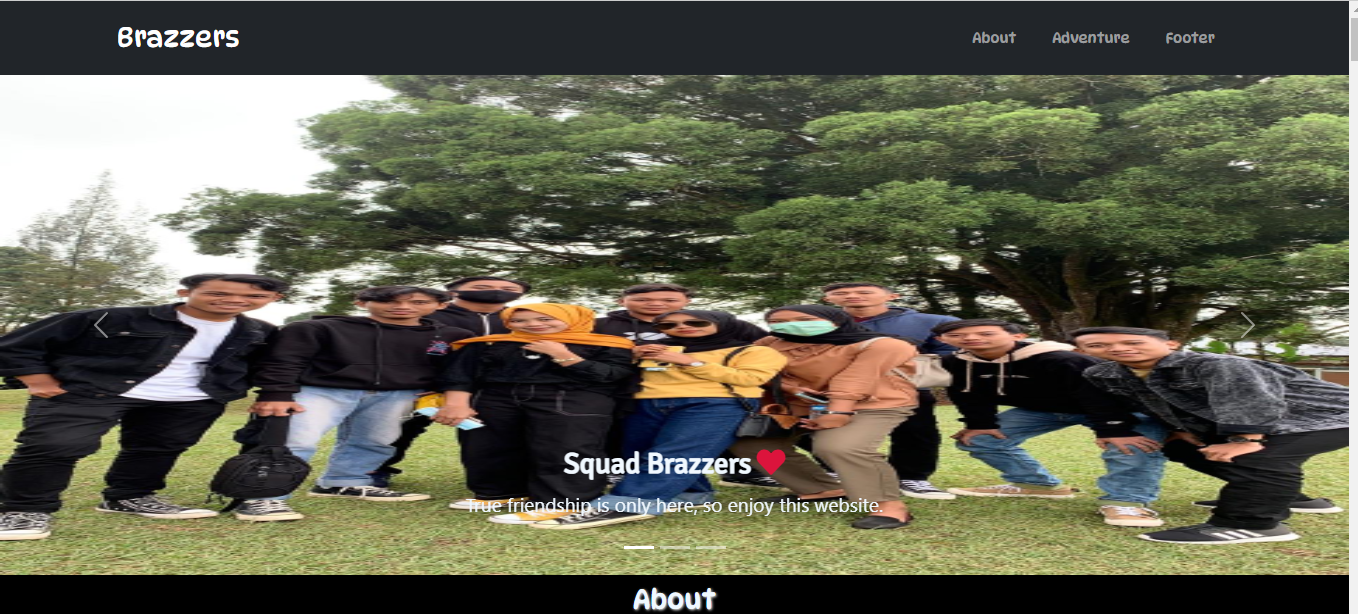 Brazzers
About Adventure Footer
Squad Brazzers
True friendship is only here, so enjoy this website.
About